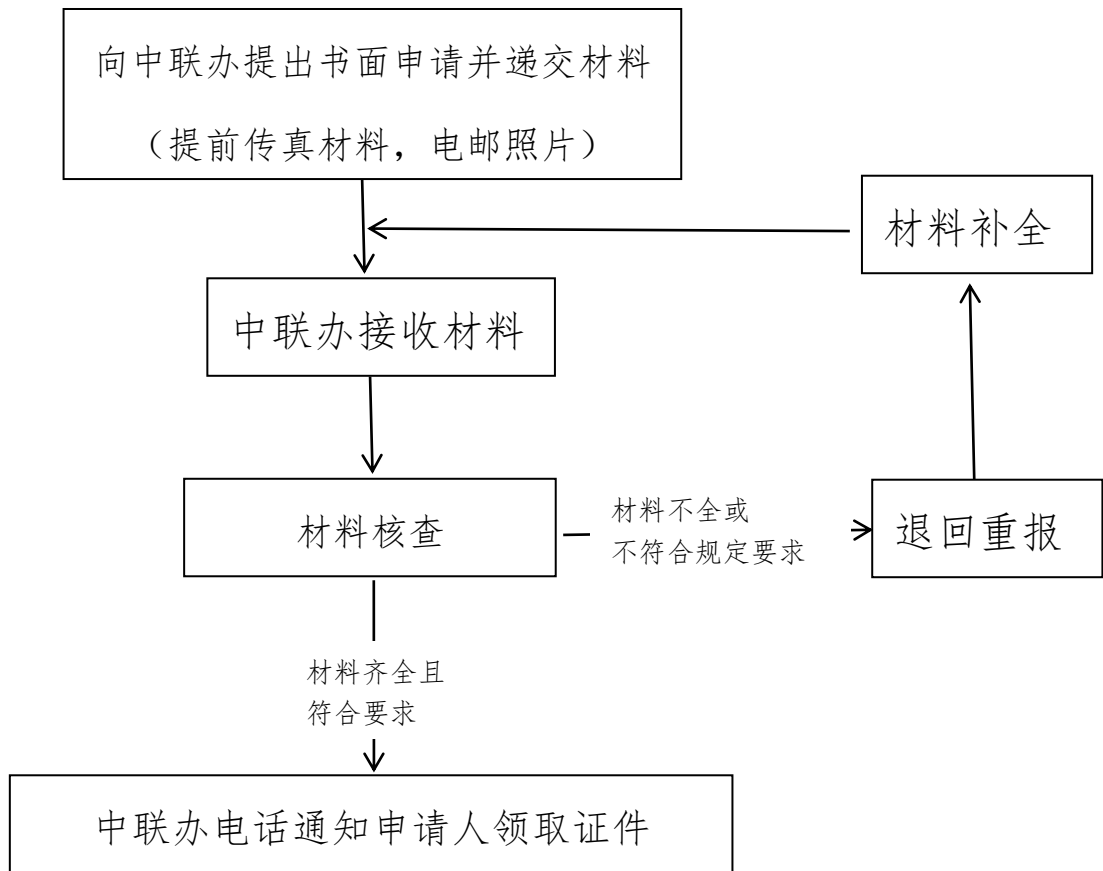 向中联办提出书面申请并递交材料
（提前传真材料，电邮照片）
材料补全
中联办接收材料
材料核查
材料不全或
不符合规定要求
退回重报
材料齐全且
符合要求
中联办电话通知申请人领取证件